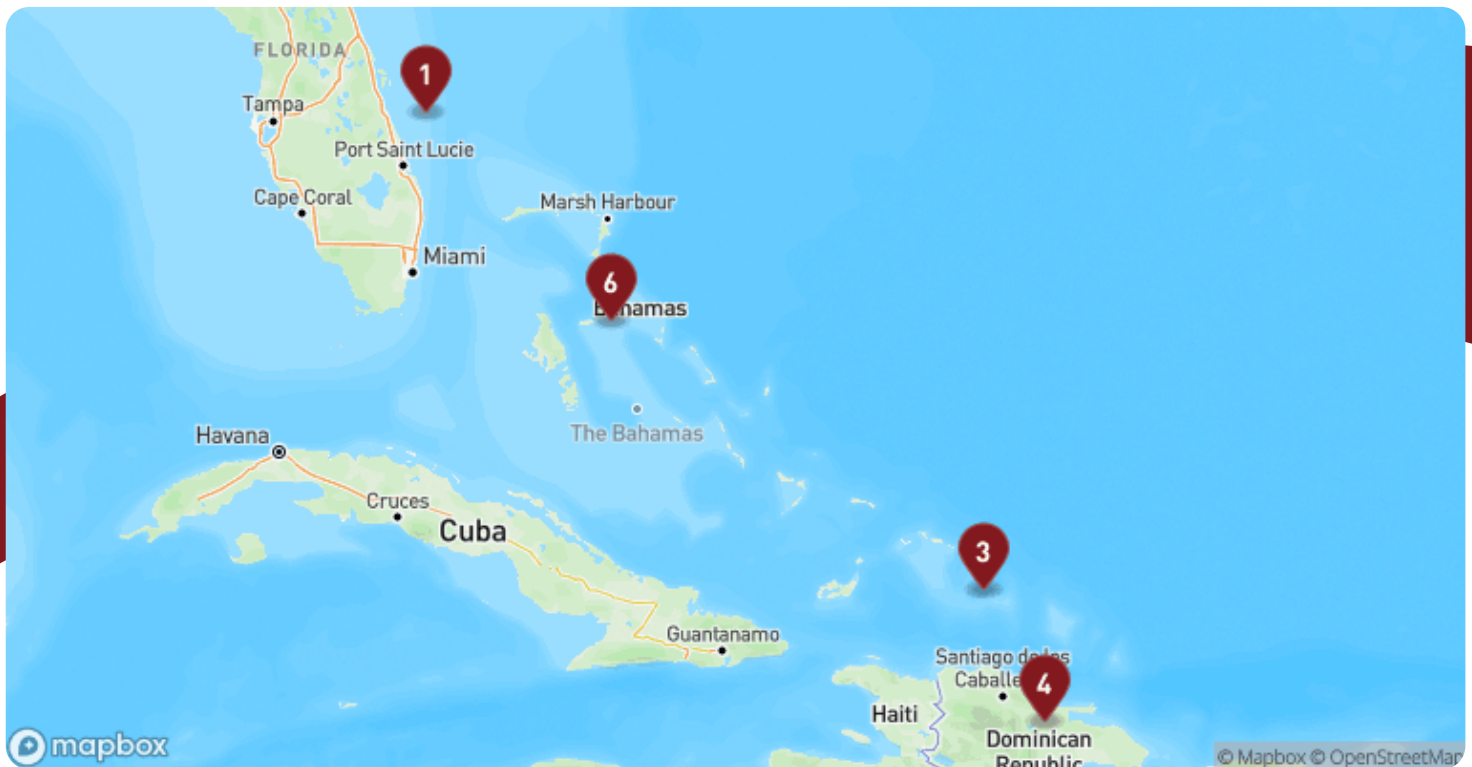 FLORIDA
1
Tampa
Port Saint Lucie
Cape Coral
Marsh Harbour
Miami
6
Bahamas
Havana
The Bahamas
Cruces
Cuba
3
Guantanamo
Santiago de los
Caballe
4
Haiti
Dominican
Republic
mapbox
© Mapbox © OpenStreetMap